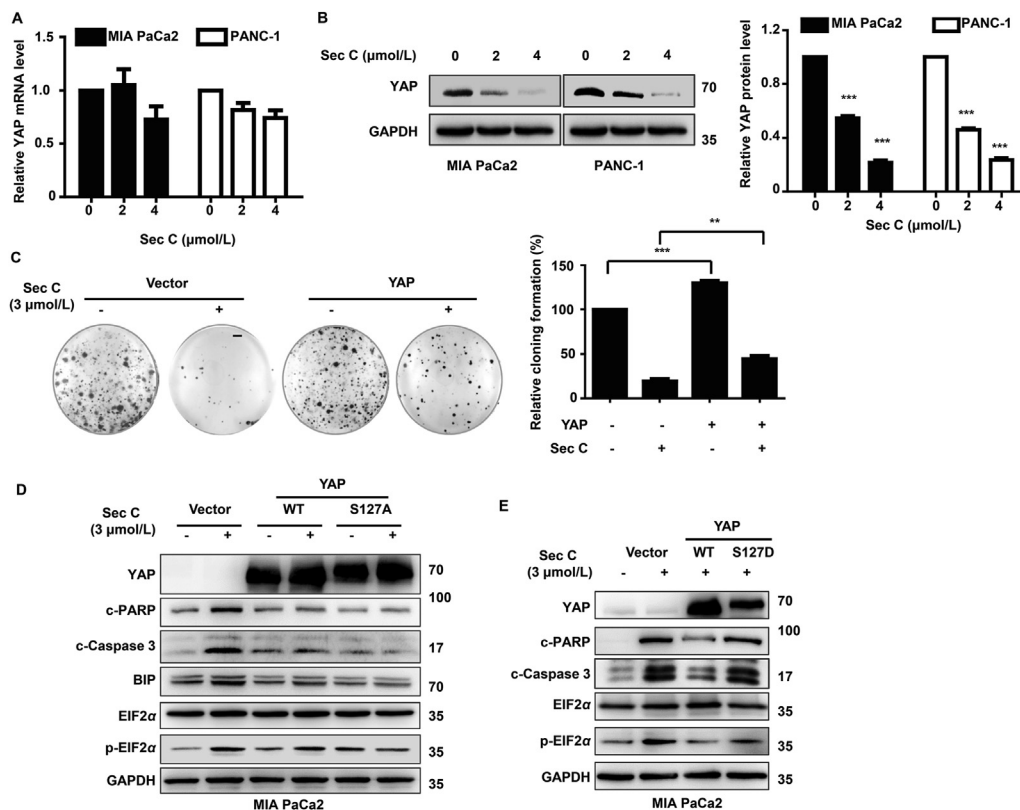 A
MIA PaCa2
PANC-1
Relative YAP mRNA level
1.5
1.0
0.5
0.0
0 2 4 0 2 4
Sec C (µmol/L)
B
Sec C (µmol/L) 0 2 4 0 2 4
YAP 70
GAPDH 35
MIA PaCa2 PANC-1
MIA PaCa2
PANC-1
Relative YAP protein level
1.2
0.8
0.4
0.0
*** *** *** ***
0 2 4 0 2 4
Sec C (µmol/L)
C
Sec C
(3 µmol/L)
Vector YAP
- + - +
Relative cloning formation (%)
150
100
50
0
**
***
YAP - - + +
Sec C - + - +
D
YAP
Sec C
(3 µmol/L)
Vector WT S127A
- + - + - +
YAP 70
100
c-PARP
c-Caspase 3 17
BIP 70
EIF2α 35
p-EIF2α 35
GAPDH 35
MIA PaCa2
E
YAP
Sec C
(3 µmol/L)
Vector WT S127D
- + + +
YAP 70
c-PARP 100
c-Caspase 3 17
EIF2α 35
p-EIF2α 35
GAPDH 35
MIA PaCa2